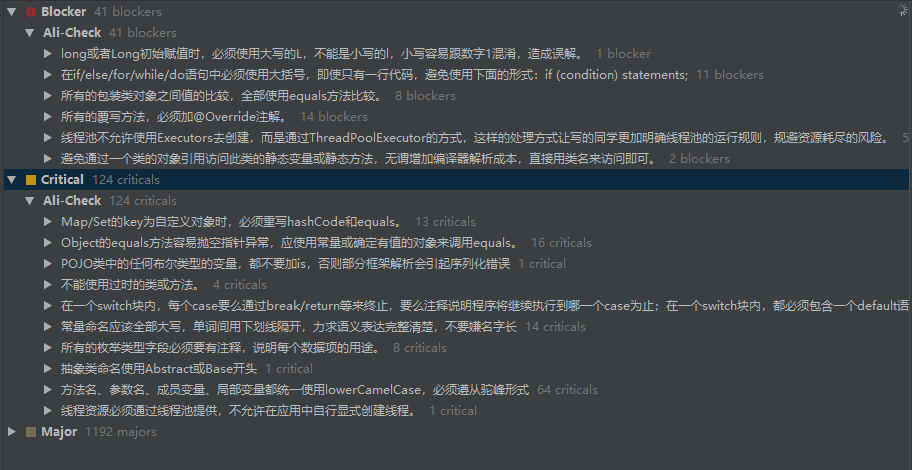 Blocker 41 blockers
Ali-Check 41 blockers
long或者Long初始赋值时，必须使用大写的L，不能是小写的l，小写容易跟数字1混淆，造成误解。 1 blocker
在if/else/for/while/do语句中必须使用大括号，即使只有一行代码，避免使用下面的形式：if (condition) statements; 11 blockers
所有的包装类对象之间值的比较，全部使用equals方法比较。 8 blockers
所有的覆写方法，必须加@Override注解。 14 blockers
线程池不允许使用Executors去创建，而是通过ThreadPoolExecutor的方式，这样的处理方式让写的同学更加明确线程池的运行规则，规避资源耗尽的风险。 5
避免通过一个类的对象引用访问此类的静态变量或静态方法，无谓增加编译器解析成本，直接用类名来访问即可。 2 blockers
Critical 124 criticals
Ali-Check 124 criticals
Map/Set的key为自定义对象时，必须重写hashCode和equals。 13 criticals
Object的equals方法容易抛空指针异常，应使用常量或确定有值的对象来调用equals。 16 criticals
POJO类中的任何布尔类型的变量，都不要加is，否则部分框架解析会引起序列化错误 1 critical
不能使用过时的类或方法。 4 criticals
在一个switch块内，每个case要么通过break/return等来终止，要么注释说明程序将继续执行到哪一个case为止；在一个switch块内，都必须包含一个default语
常量命名应该全部大写，单词间用下划线隔开，力求语义表达完整清楚，不要嫌名字长 14 criticals
所有的枚举类型字段必须要有注释，说明每个数据项的用途。 8 criticals
抽象类命名使用Abstract或Base开头 1 critical
方法名、参数名、成员变量、局部变量都统一使用lowerCamelCase，必须遵从驼峰形式 64 criticals
线程资源必须通过线程池提供，不允许在应用中自行显式创建线程。 1 critical
Major 1192 majors